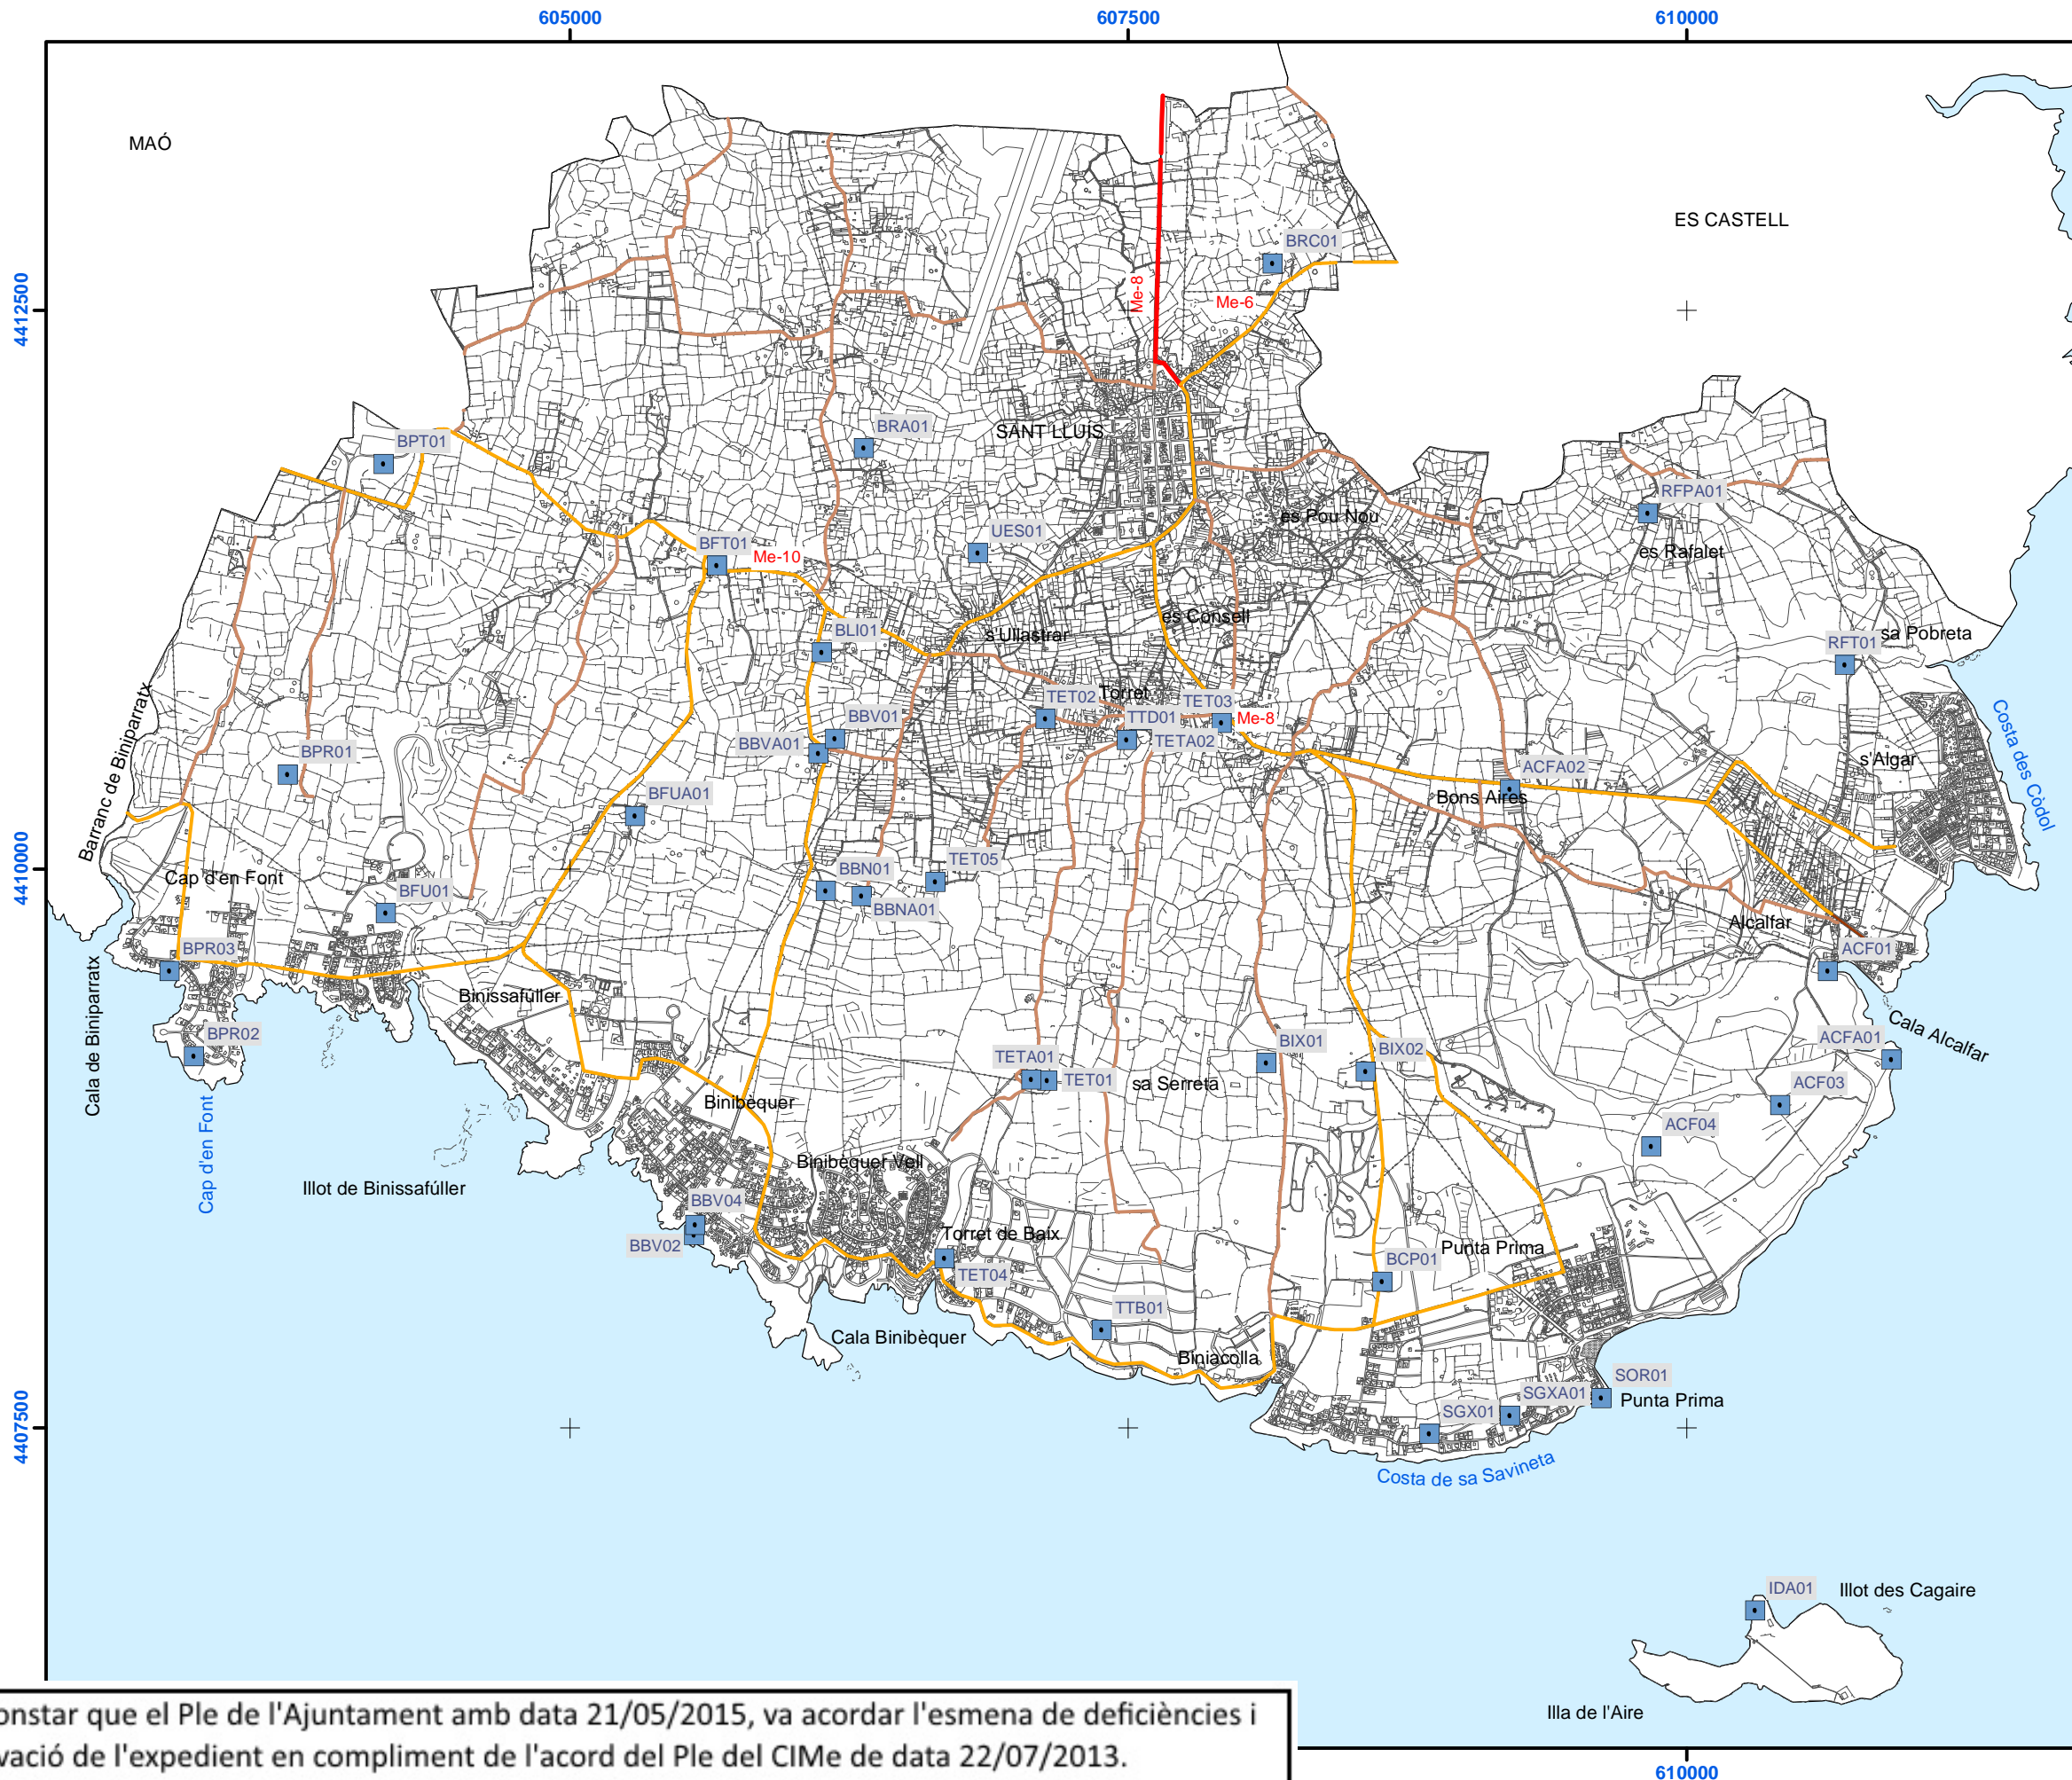 605000
607500
610000
MAÓ
ES CASTELL
BRC01
4412500
Me-8
Me-6
BRA01
SANT LLUIS
BPT01
RFPA01
es Pou Nou
UES01
BFT01
Me-10
es Rafalet
es Consell
BLI01
s'Ullastrar
sa Pobreta
RFT01
TET02
Torret
TET03
BBV01
TTD01
Me-8
BBVA01
TETA02
Costa des Còdol
Barranc de Biniparratx
BPR01
s'Algar
ACFA02
BFUA01
Bons Aires
4410000
TET05
BBN01
Cap d'en Font
BFU01
BBNA01
Alcalfar
BPR03
ACF01
Binissafúller
Cala de Biniparratx
BPR02
Cala Alcalfar
ACFA01
BIX01
BIX02
TETA01
TET01
sa Serreta
ACF03
Binibèquer
ACF04
Cap d'en Font
Binibèquer Vell
Illot de Binissafúller
BBV04
Torret de Baix
BBV02
Punta Prima
BCP01
TET04
TTB01
Cala Binibèquer
Biniacolla
SOR01
SGXA01
Punta Prima
SGX01
4407500
Costa de sa Savineta
IDA01
Illot des Cagaire
Illa de l'Aire
onstar que el Ple de l'Ajuntament amb data 21/05/2015, va acordar l'esmena de deficiències i
vació de l'expedient en compliment de l'acord del Ple del CIMe de data 22/07/2013.
610000